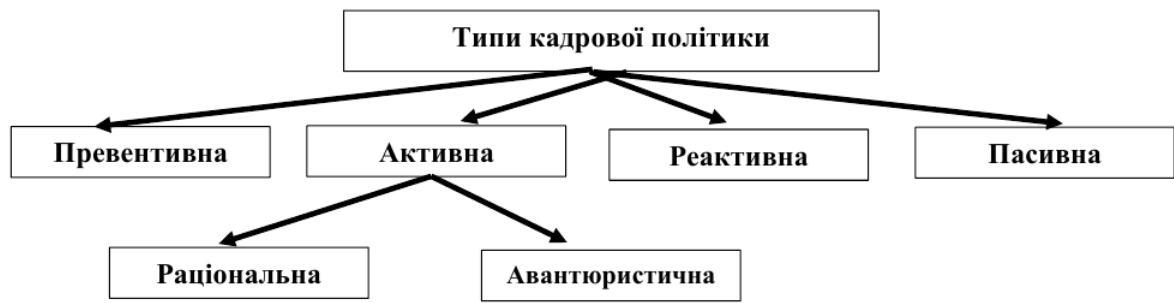 Типи кадрової політики
Превентивна
Активна
Реактивна
Пасивна
Раціональна
Авантюристична